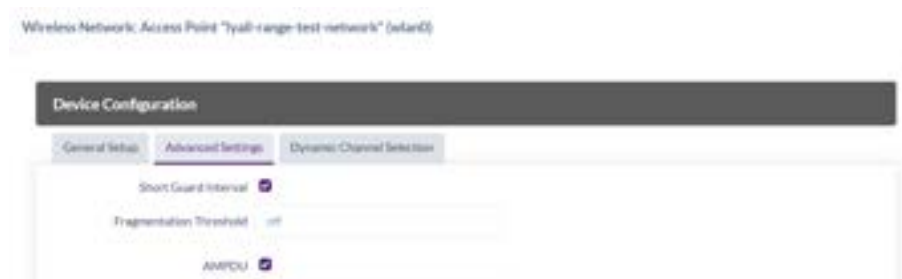 Wireless Network: Access Point "lyall-range-test-network" (wlan0)
Device Configuration
General Setup Advanced Settings Dynamic Channel Selection
Short Guard Interval
Fragmentation Threshold off
AMPDU